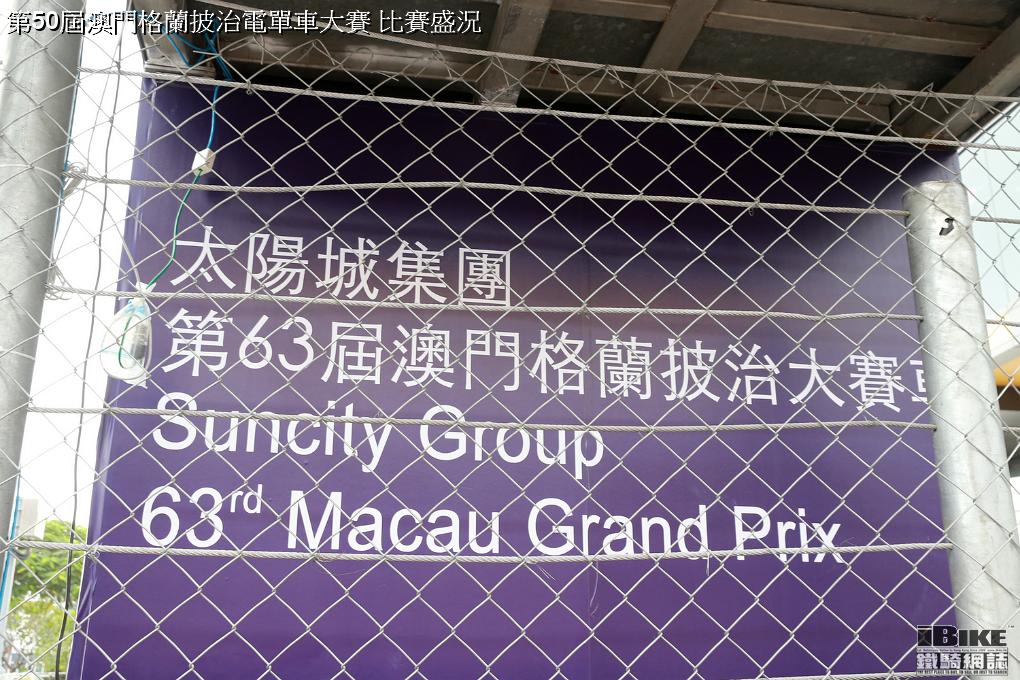 第50屆澳門格蘭披治電單車大賽 比賽盛況
太陽城集團
第63屆澳門格蘭披治大賽車
Suncity Group
63rd Macau Grand Prix
iBIKE
鐵騎網誌